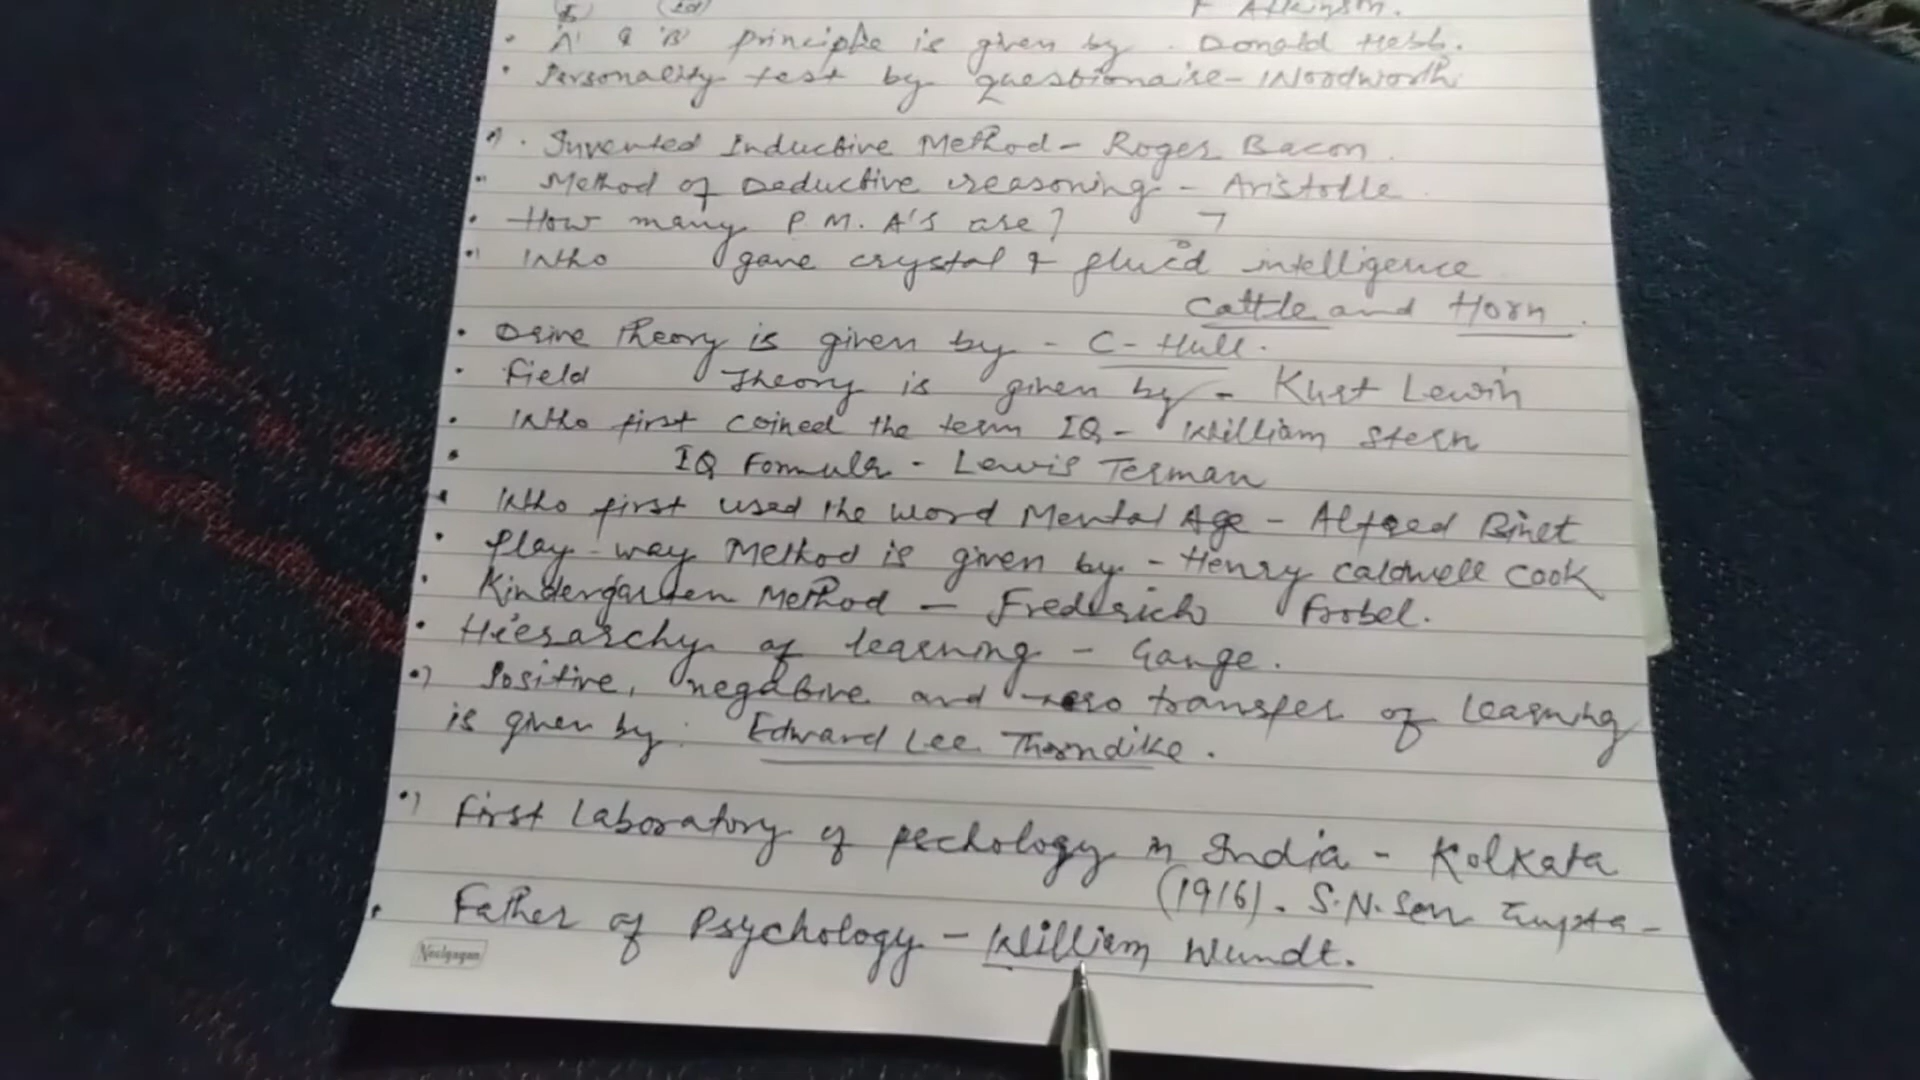 Atkinson.
'A' & 'B' principle is given by . Donald Hebb.
Personality test by questionaire - Woodworth
Invented Inductive Method - Roger Bacon.
Method of Deductive reasoning - Aristotle.
How many P.M.A's are? 7
Who gave crystal & fluid intelligence
Cattle and Horn.
Drive theory is given by - C-Hull.
Field Theory is given by - Kurt Lewin
Who first coined the term IQ - William Stern
IQ Formula - Lewis Terman
Who first used the word Mental Age - Alfred Binet
Play-way Method is given by - Henry Caldwell Cook
Kindergarten Method - Frederich Frobel.
Hierarchy of learning - Gange.
Positive, negative and zero transfer of learning
is given by. Edward Lee Thorndike.
First Laboratory of pechology in India - Kolkata
(1916). S.N. Sen Gupta -
Father of Psychology - William Wundt.
Neelgagan